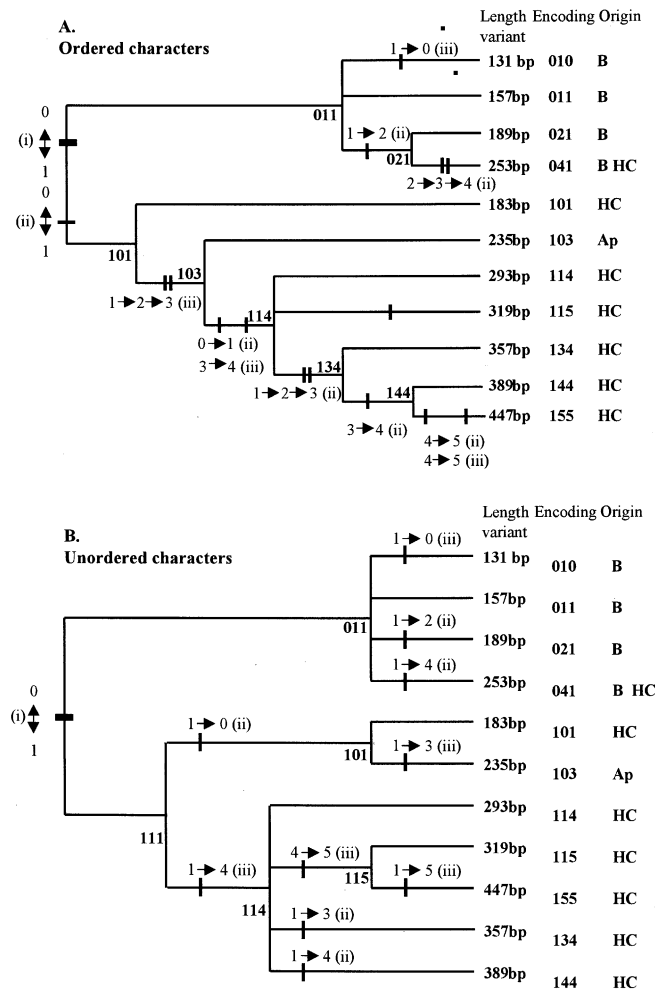 Length Encoding Origin
variant
A.
Ordered characters
1→0 (iii)
131 bp 010 B
0
157bp 011 B
011
1→2 (ii)
189bp 021 B
(i)
021
253bp 041 B HC
1
2→3→4 (ii)
0
183bp 101 HC
(ii)
235bp 103 Ap
1
101
103
293bp 114 HC
1→2→3 (iii)
319bp 115 HC
114
0→1 (ii)
357bp 134 HC
3→4 (iii)
134
389bp 144 HC
1→2→3 (ii)
144
447bp 155 HC
3→4 (ii)
4→5 (ii)
4→5 (iii)
Length Encoding Origin
variant
B.
Unordered characters
1→0 (iii)
131 bp 010 B
157bp 011 B
011
1→2 (ii)
189bp 021 B
1→4 (ii)
253bp 041 B HC
0
(i)
1
1→0 (ii)
183bp 101 HC
101
1→3 (iii)
235bp 103 Ap
293bp 114 HC
111
4→5 (iii)
319bp 115 HC
1→4 (iii)
115
1→5 (iii)
447bp 155 HC
114
1→3 (ii)
357bp 134 HC
1→4 (ii)
389bp 144 HC